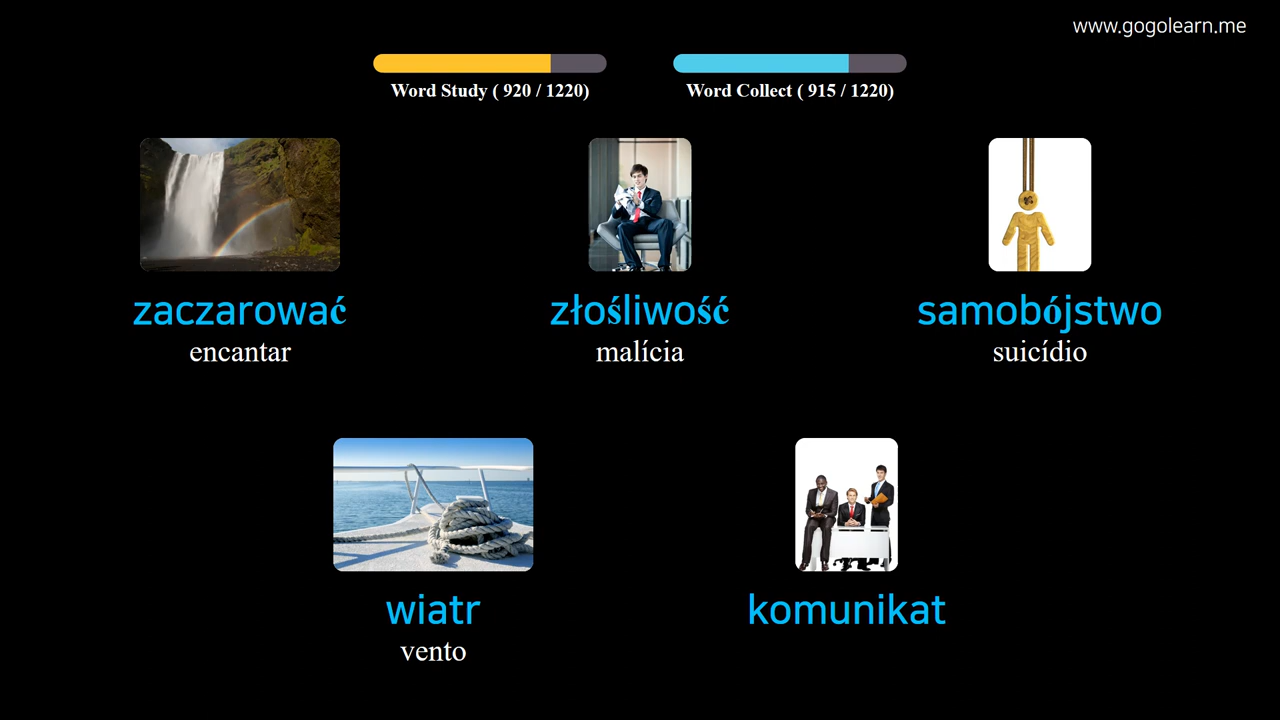 www.gogolearn.me
Word Study ( 920 / 1220)
Word Collect ( 915 / 1220)
zaczarować
encantar
złośliwość
malícia
samobójstwo
suicídio
wiatr
vento
komunikat